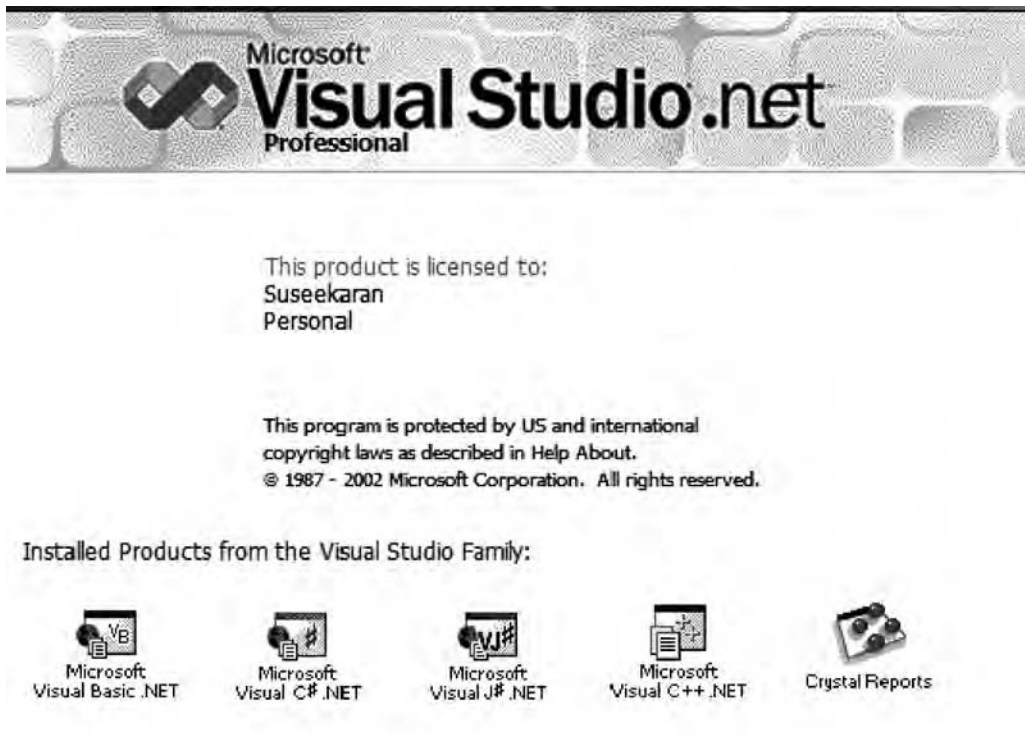 Microsoft
Visual Studio .net
Professional
This product is licensed to:
Suseekaran
Personal
This program is protected by US and international
copyright laws as described in Help About.
© 1987 - 2002 Microsoft Corporation. All rights reserved.
Installed Products from the Visual Studio Family:
VB
Microsoft
Visual Basic .NET
#
Microsoft
Visual C# .NET
VJ#
Microsoft
Visual J# .NET
Microsoft
Visual C++ .NET
Crystal Reports